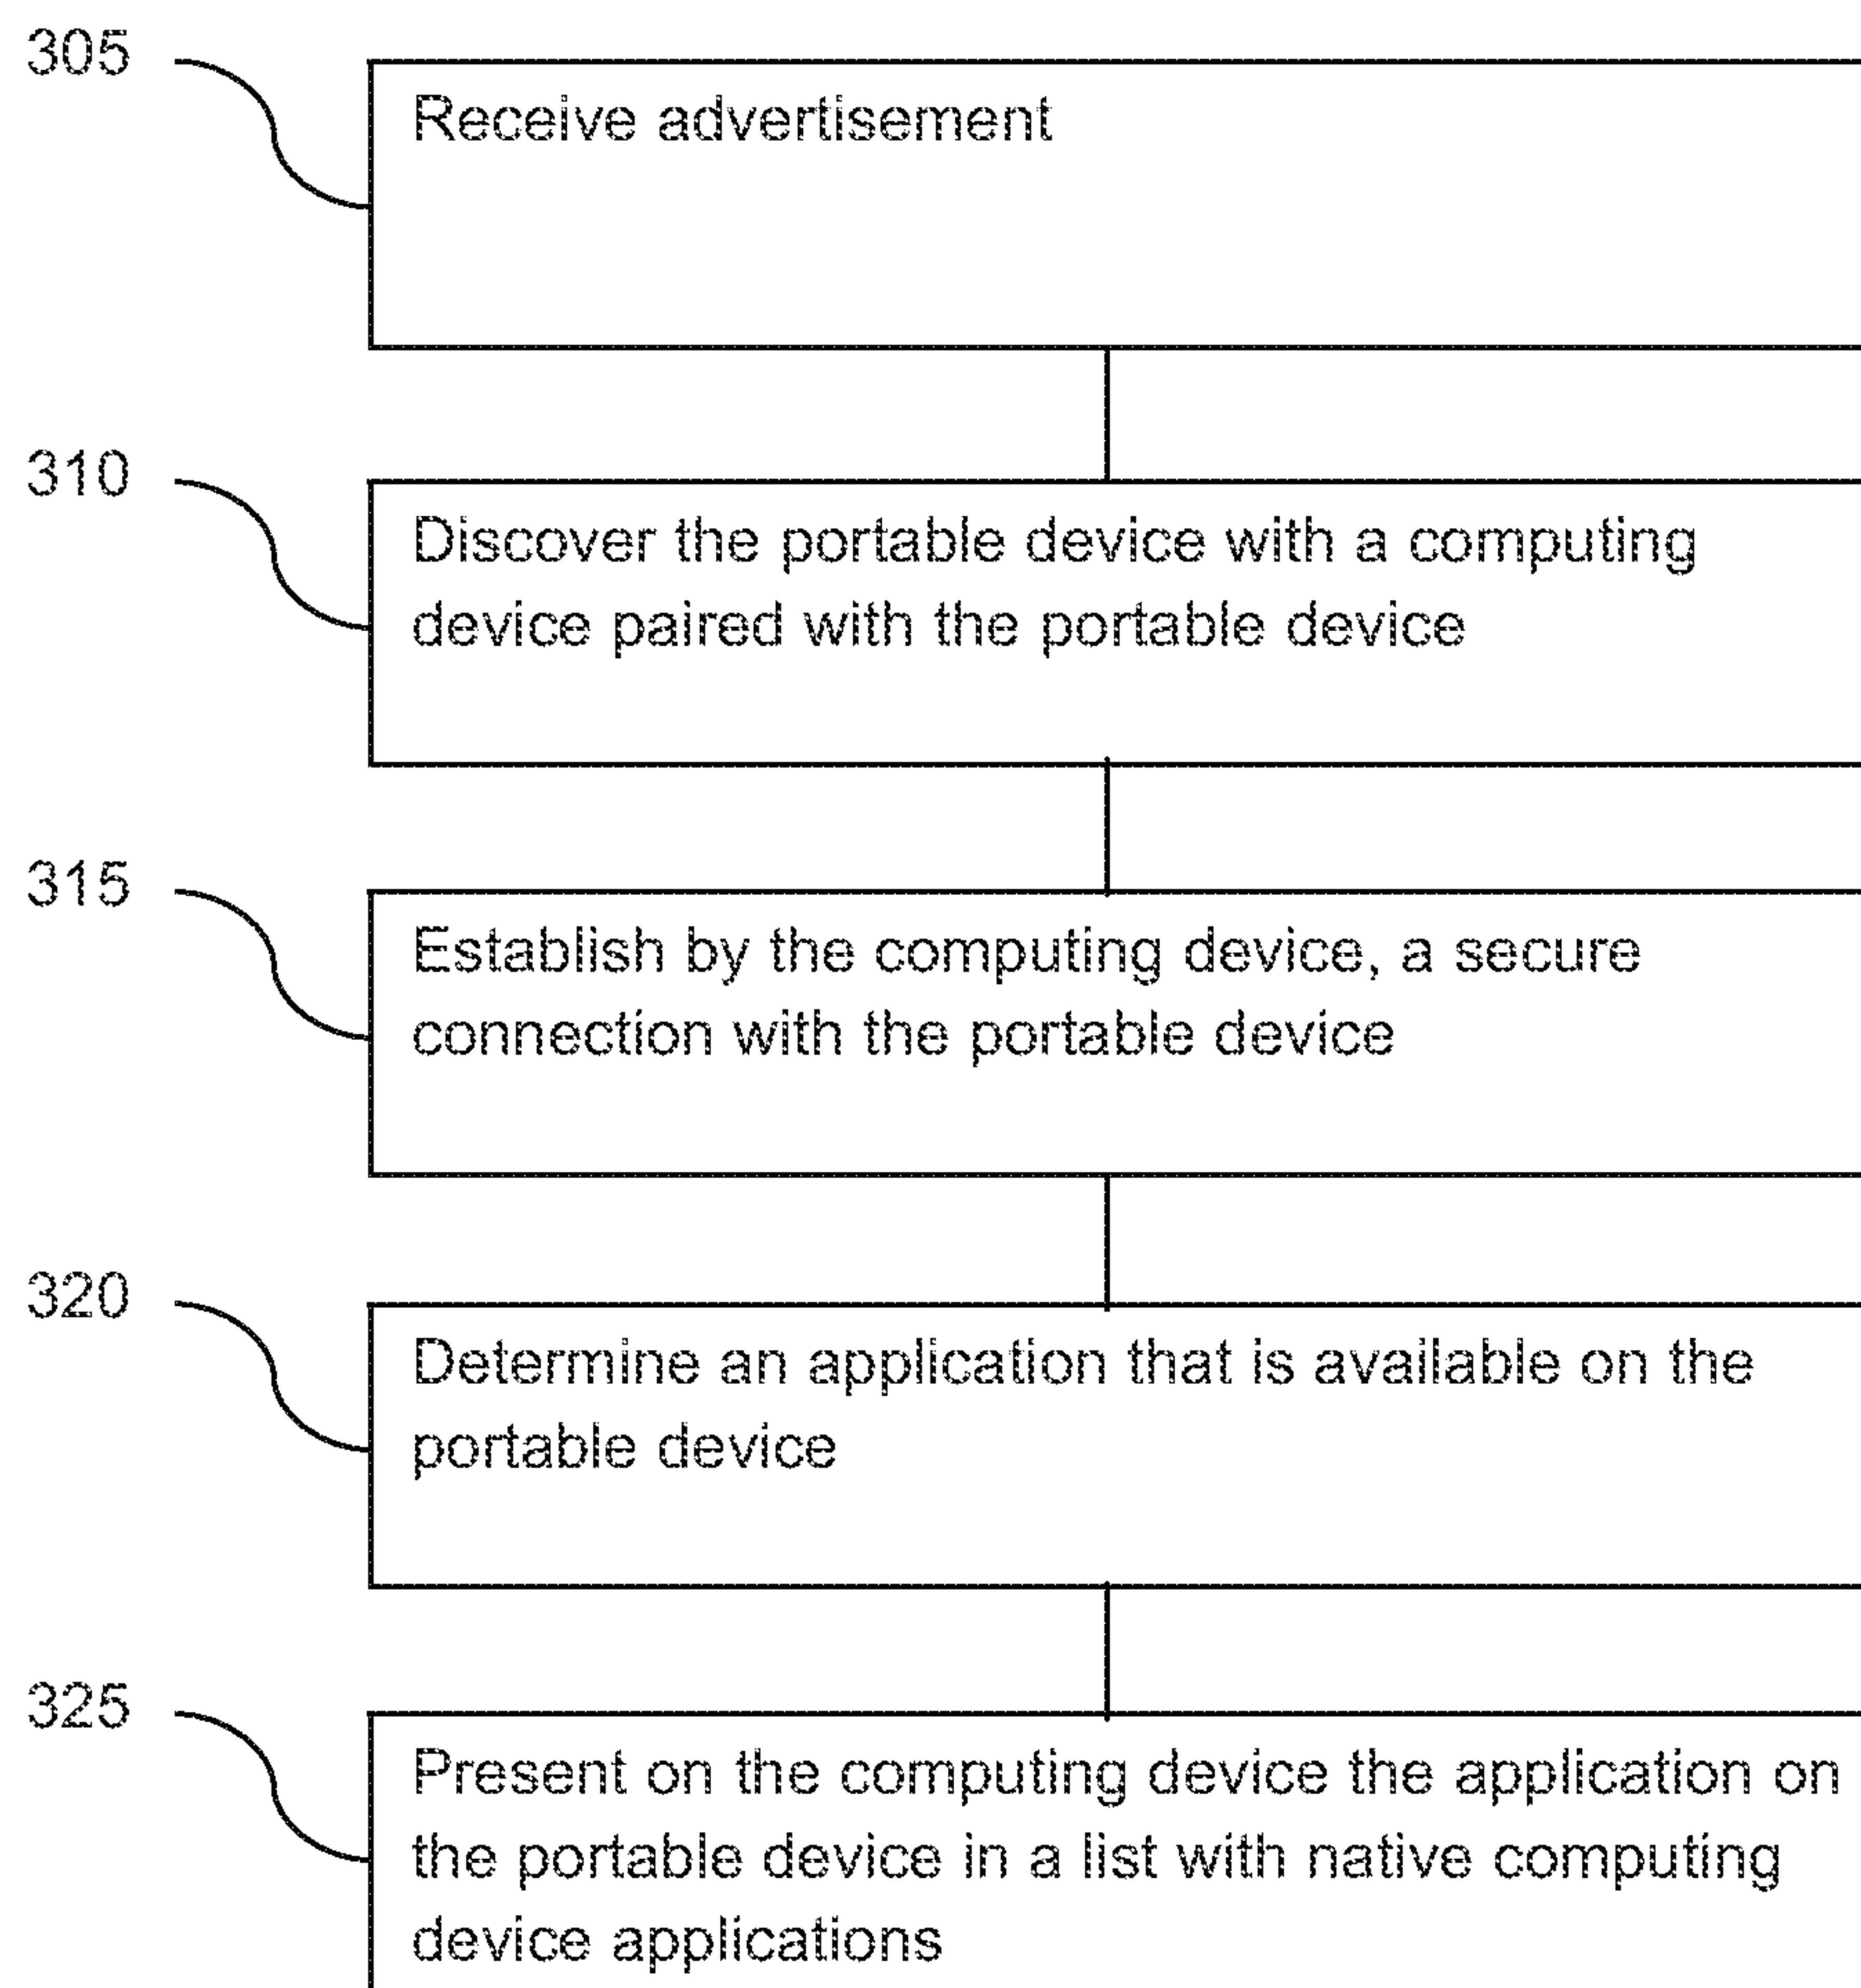 305
Receive advertisement
310
Discover the portable device with a computing
device paired with the portable device
315
Establish by the computing device, a secure
connection with the portable device
320
Determine an application that is available on the
portable device
325
Present on the computing device the application on
the portable device in a list with native computing
device applications